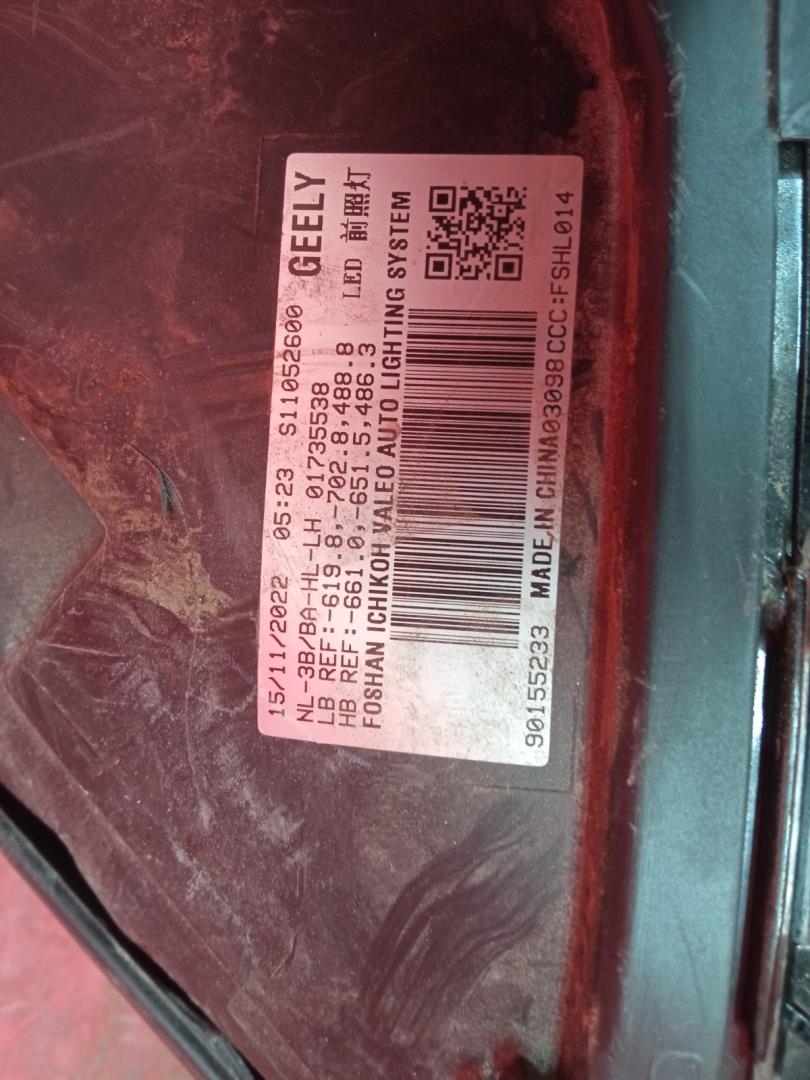 15/11/2022 05:23 S11052600
GEELY
NL-3B/BA-HL-LH 01735538
LB REF:-619.8,-702.8,488.8
LED 前照灯
HB REF:-661.0,-651.5,486.3
FOSHAN ICHIKOH VALEO AUTO LIGHTING SYSTEM
90155233 MADE IN CHINA03098 CCC:FSHL014